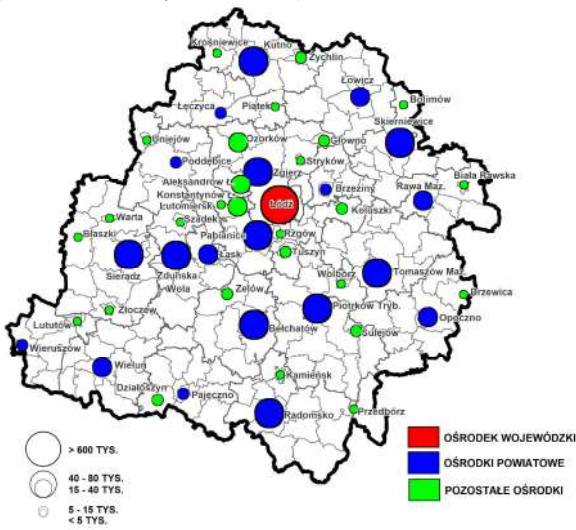 Krośniewice
Kutno
Żychlin
Łowicz
Bolimów
Łęczyca
Piątek
Skierniewice
Uniejów
Ozorków
Głowno
Poddębice
Zgierz
Stryków
Biała Rawska
Aleksandrów Ł.
Brzeziny
Rawa Maz.
Konstantynów Ł.
Łódź
Lutomiersk
Koluszki
Warta
Szadek
Błaszki
Pabianice
Rzgów
Tuszyn
Sieradz
Zduńska
Wola
Łask
Wolbórz
Tomaszów Maz.
Zelów
Drzewica
Złoczew
Piotrków Tryb.
Lututów
Bełchatów
Sulejów
Opoczno
Wieruszów
Wieluń
Kamieńsk
Działoszyn
Pajęczno
Radomsko
Przedbórz
> 600 TYS.
40 - 80 TYS.
15 - 40 TYS.
5 - 15 TYS.
< 5 TYS.
OŚRODEK WOJEWÓDZKI
OŚRODKI POWIATOWE
POZOSTAŁE OŚRODKI